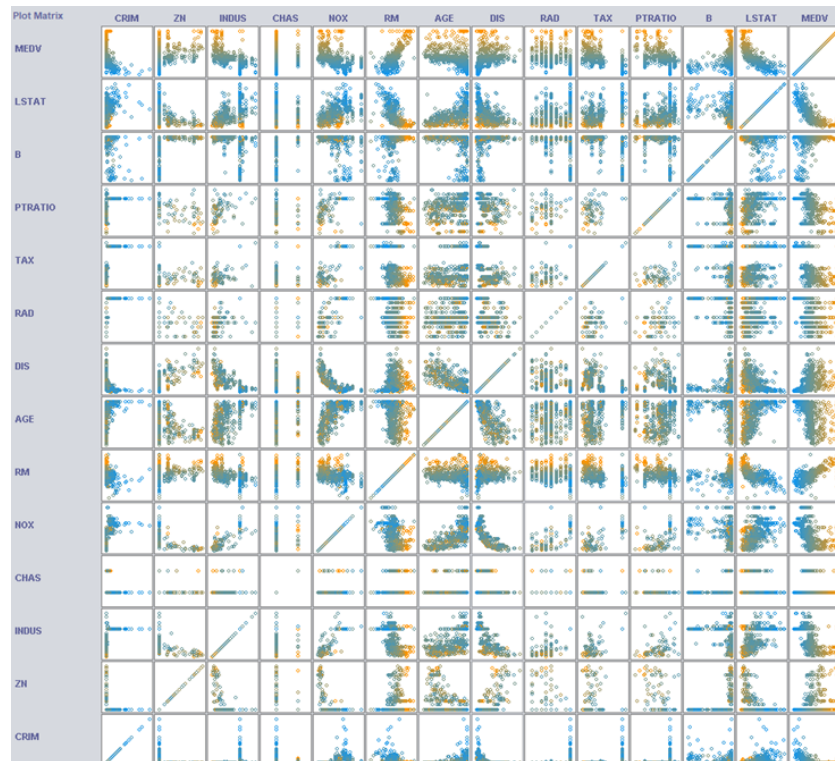 Plot Matrix CRIM ZN INDUS CHAS NOX RM AGE DIS RAD TAX PTRATIO B LSTAT MEDV
MEDV
LSTAT
B
PTRATIO
TAX
RAD
DIS
AGE
RM
NOX
CHAS
INDUS
ZN
CRIM